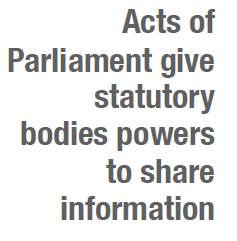 Acts of
Parliament give
statutory
bodies powers
to share
information